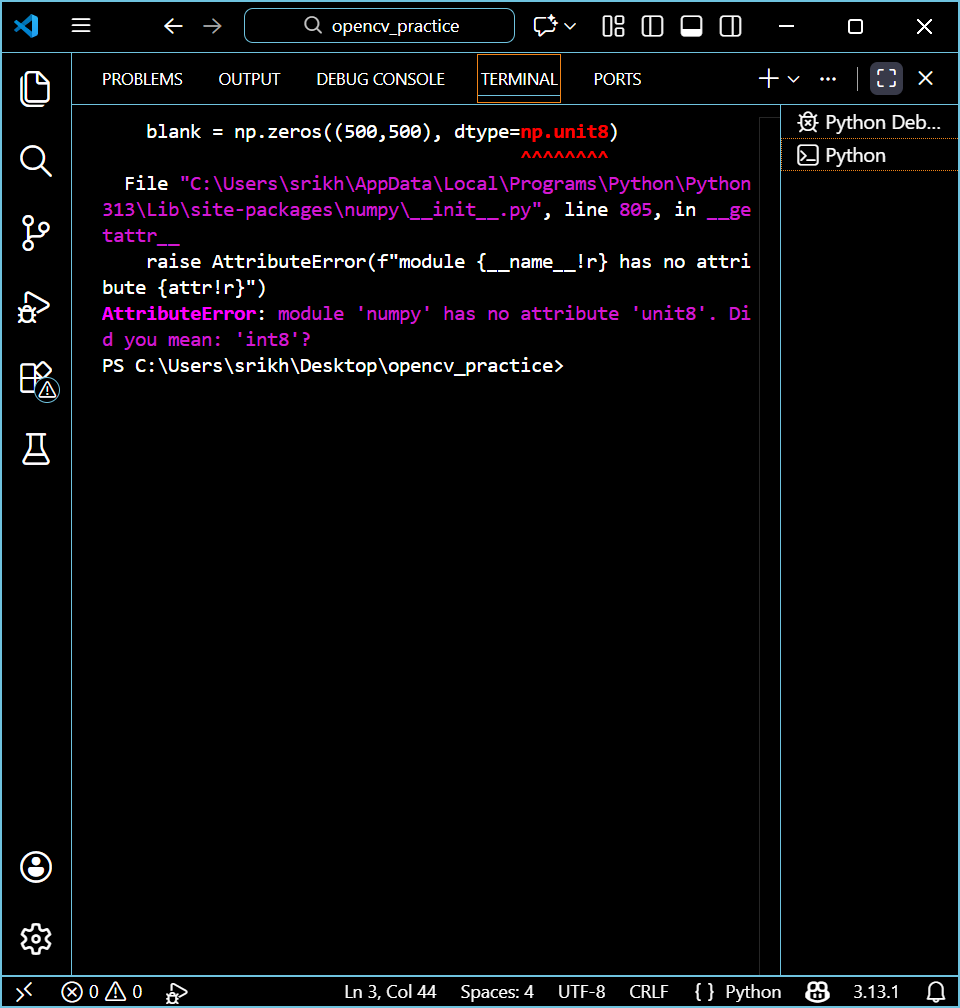 opencv_practice
PROBLEMS OUTPUT DEBUG CONSOLE TERMINAL PORTS
blank = np.zeros((500,500), dtype=np.unit8)
^^^^^^^^
File "C:\Users\srikh\AppData\Local\Programs\Python\Python
313\Lib\site-packages\numpy\__init__.py", line 805, in __ge
tattr__
raise AttributeError(f"module {__name__!r} has no attri
bute {attr!r}")
AttributeError: module 'numpy' has no attribute 'unit8'. Di
d you mean: 'int8'?
PS C:\Users\srikh\Desktop\opencv_practice>
Python Deb...
Python
0 0 Ln 3, Col 44 Spaces: 4 UTF-8 CRLF { } Python 3.13.1